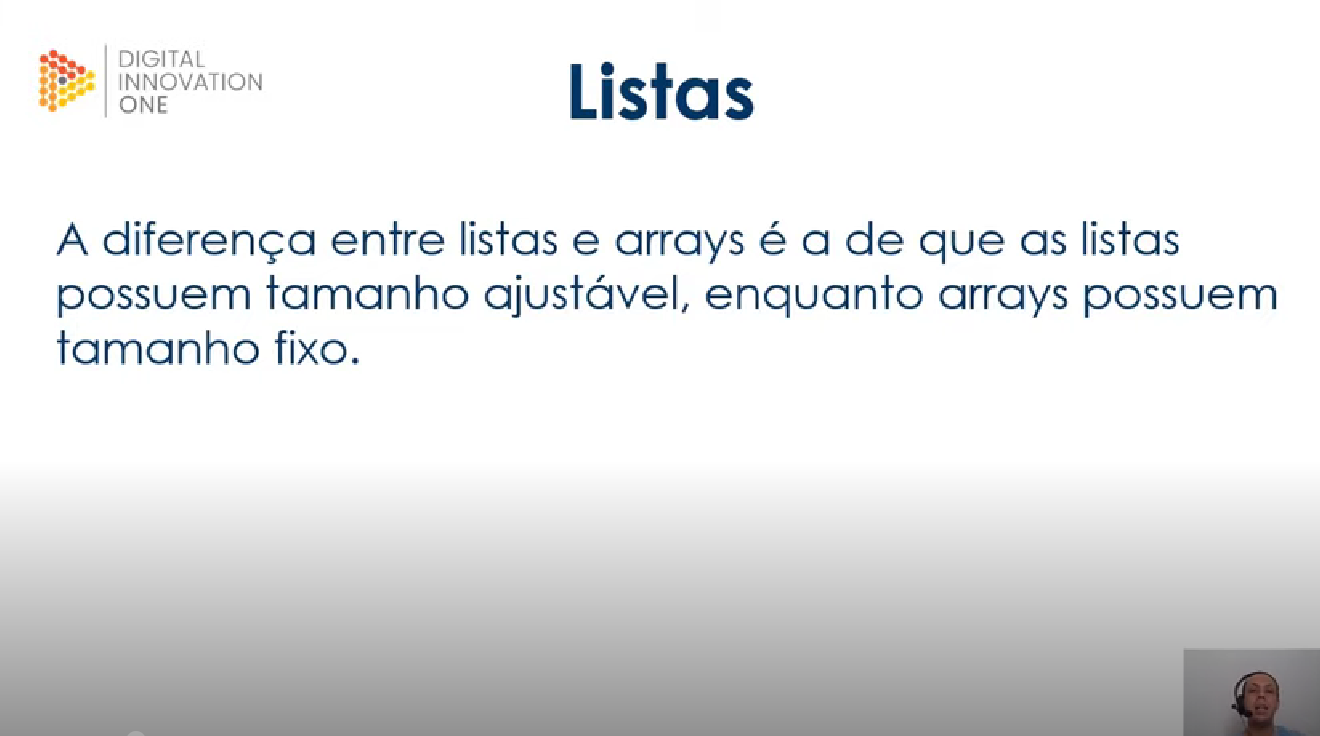 DIGITAL
INNOVATION
ONE
Listas
A diferença entre listas e arrays é a de que as listas
possuem tamanho ajustável, enquanto arrays possuem
tamanho fixo.